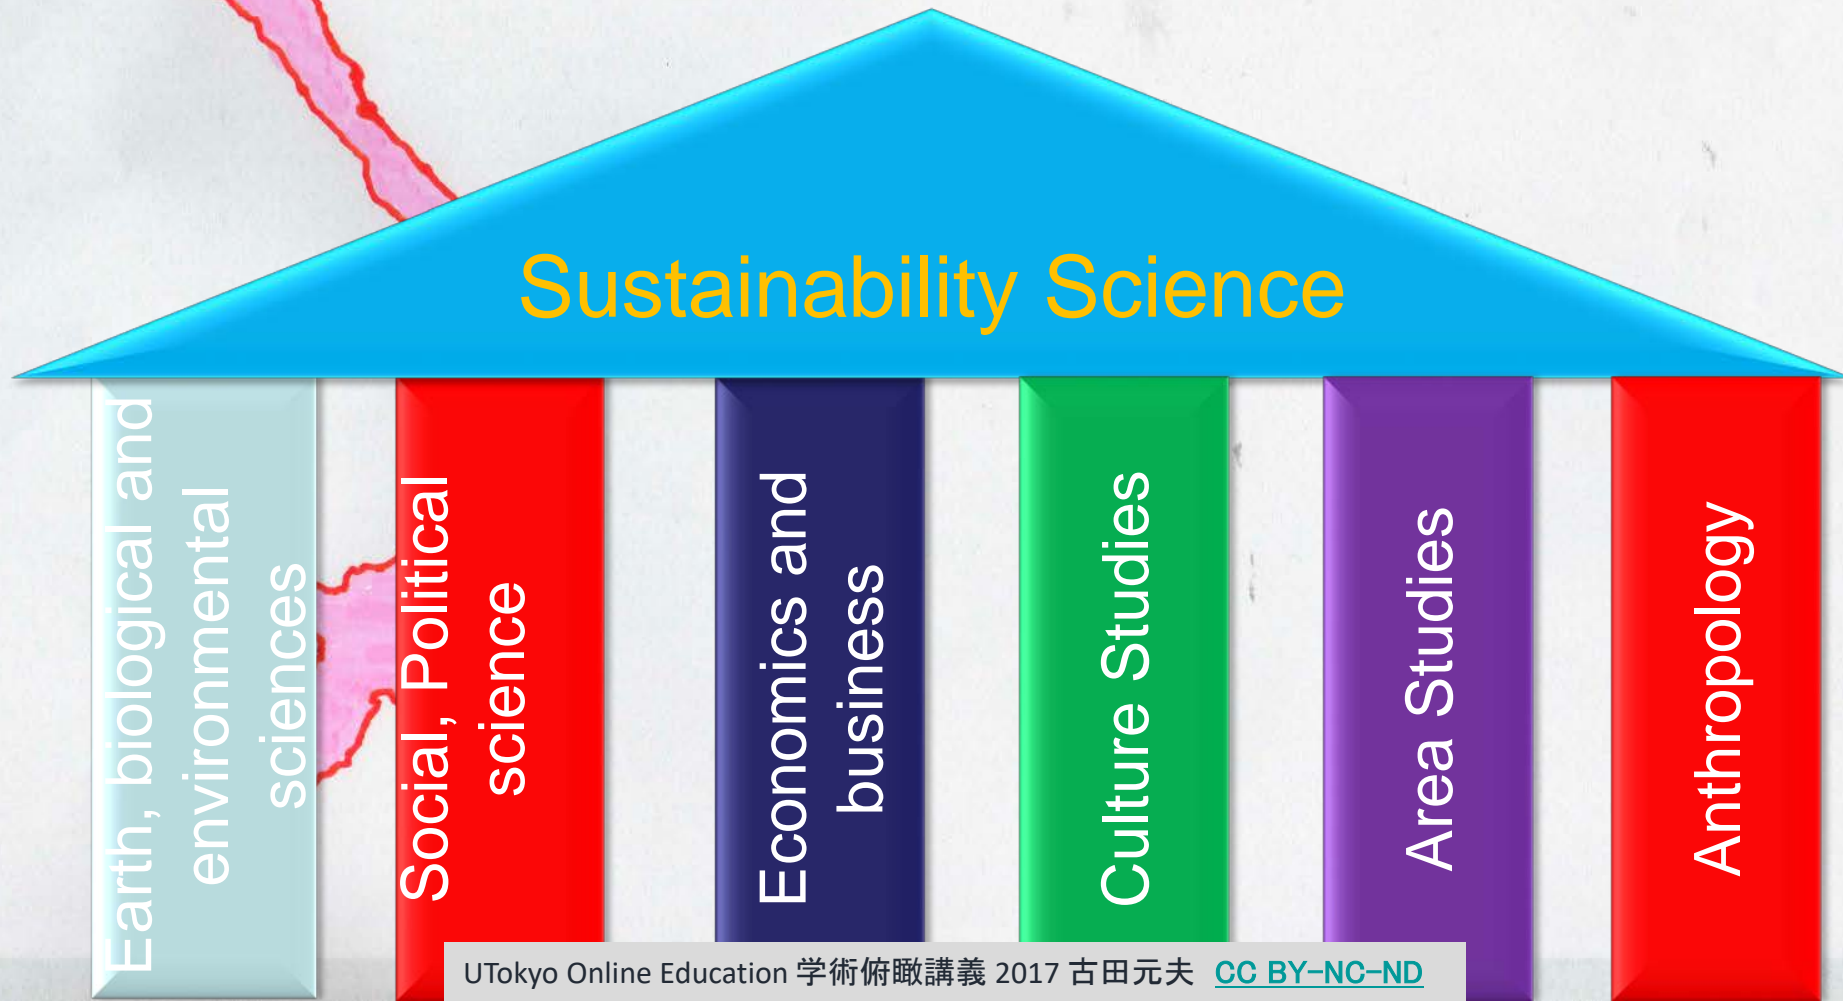 Sustainability Science
Earth, biological and
environmental
sciences
Social, Political
science
Economics and
business
Culture Studies
Area Studies
Anthropology
UTokyo Online Education 学術俯瞰講義 2017 古田元夫 CC BY-NC-ND